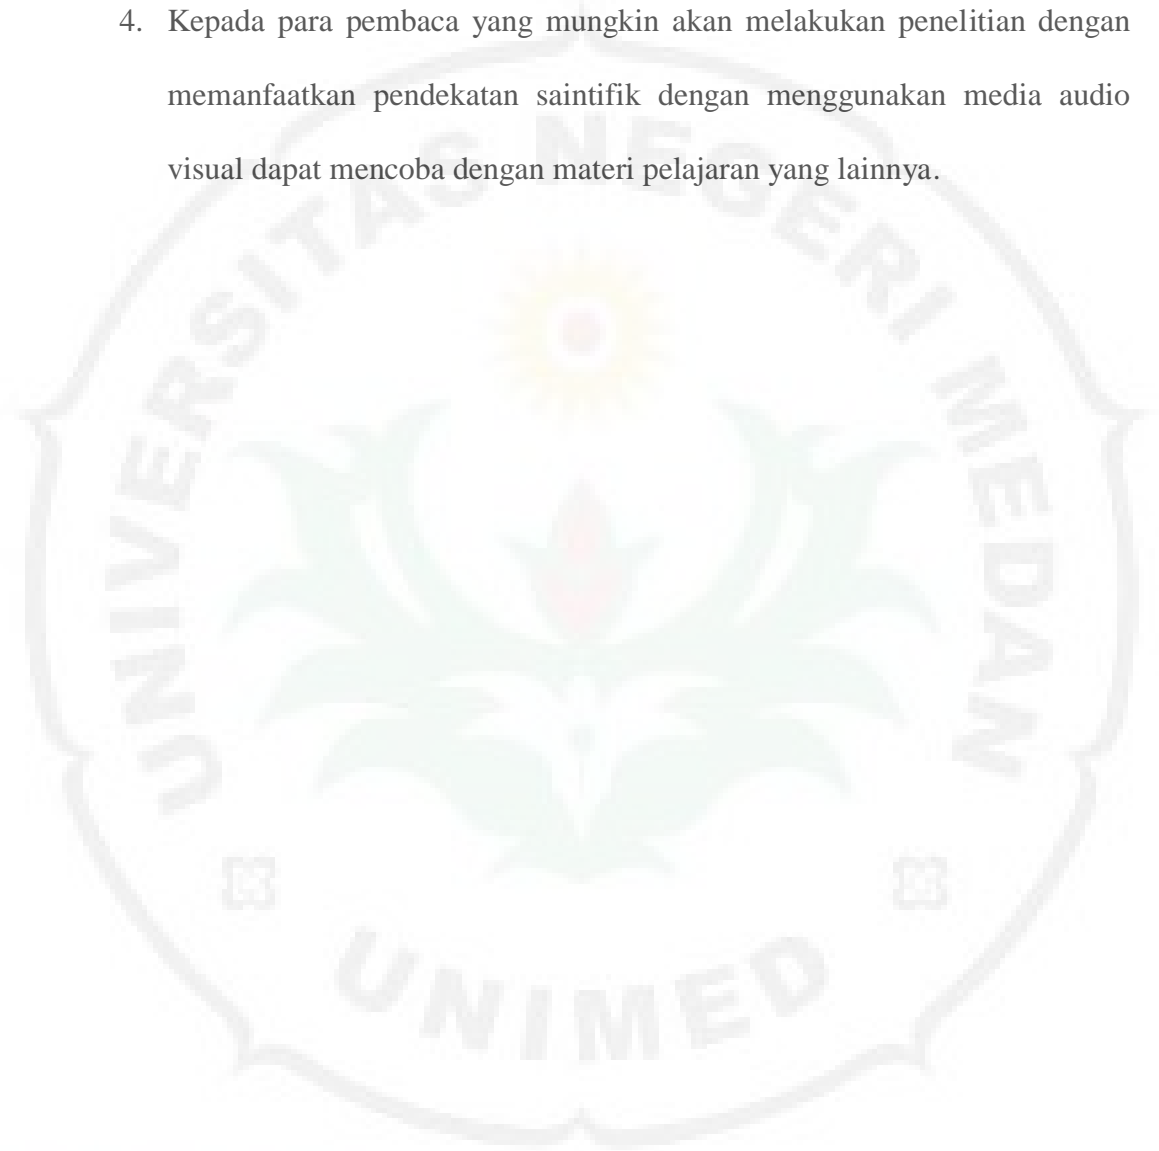 4. Kepada para pembaca yang mungkin akan melakukan penelitian dengan
memanfaatkan pendekatan saintifik dengan menggunakan media audio
visual dapat mencoba dengan materi pelajaran yang lainnya.
UNIVERSITAS NEGERI MEDAN
UNIMED